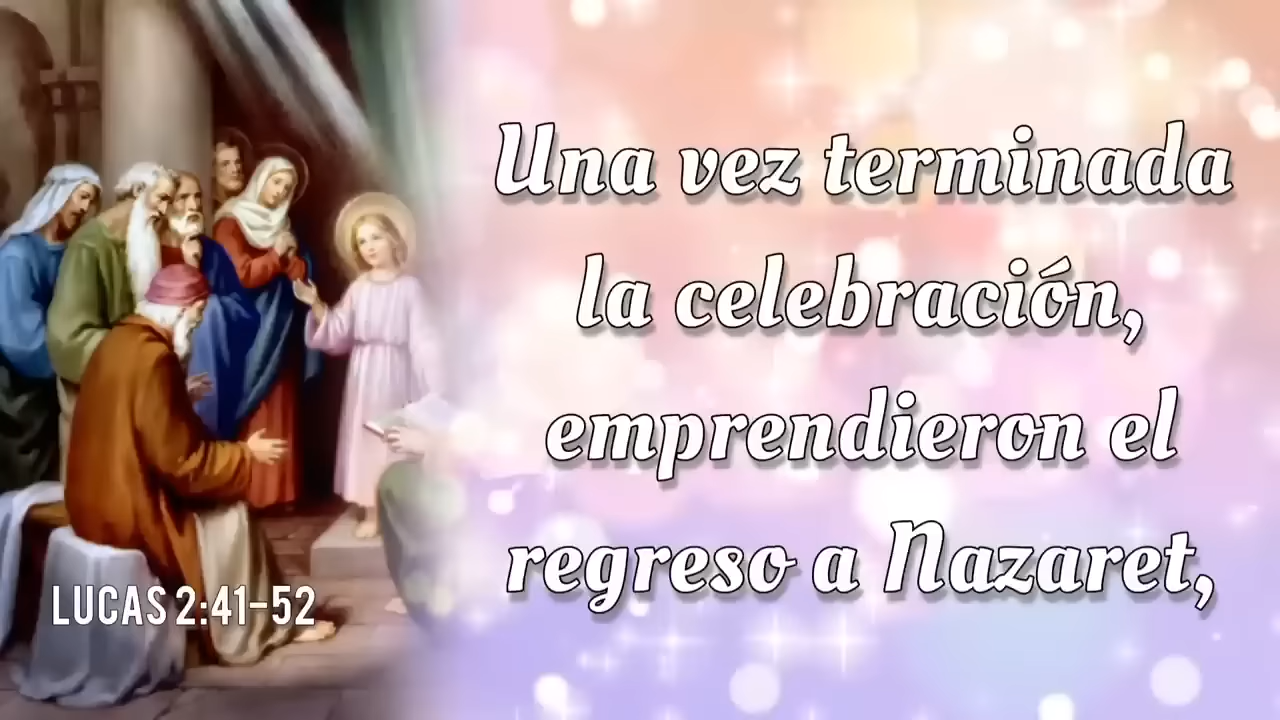 Una vez terminada
la celebración,
emprendieron el
regreso a Nazaret,
LUCAS 2:41-52